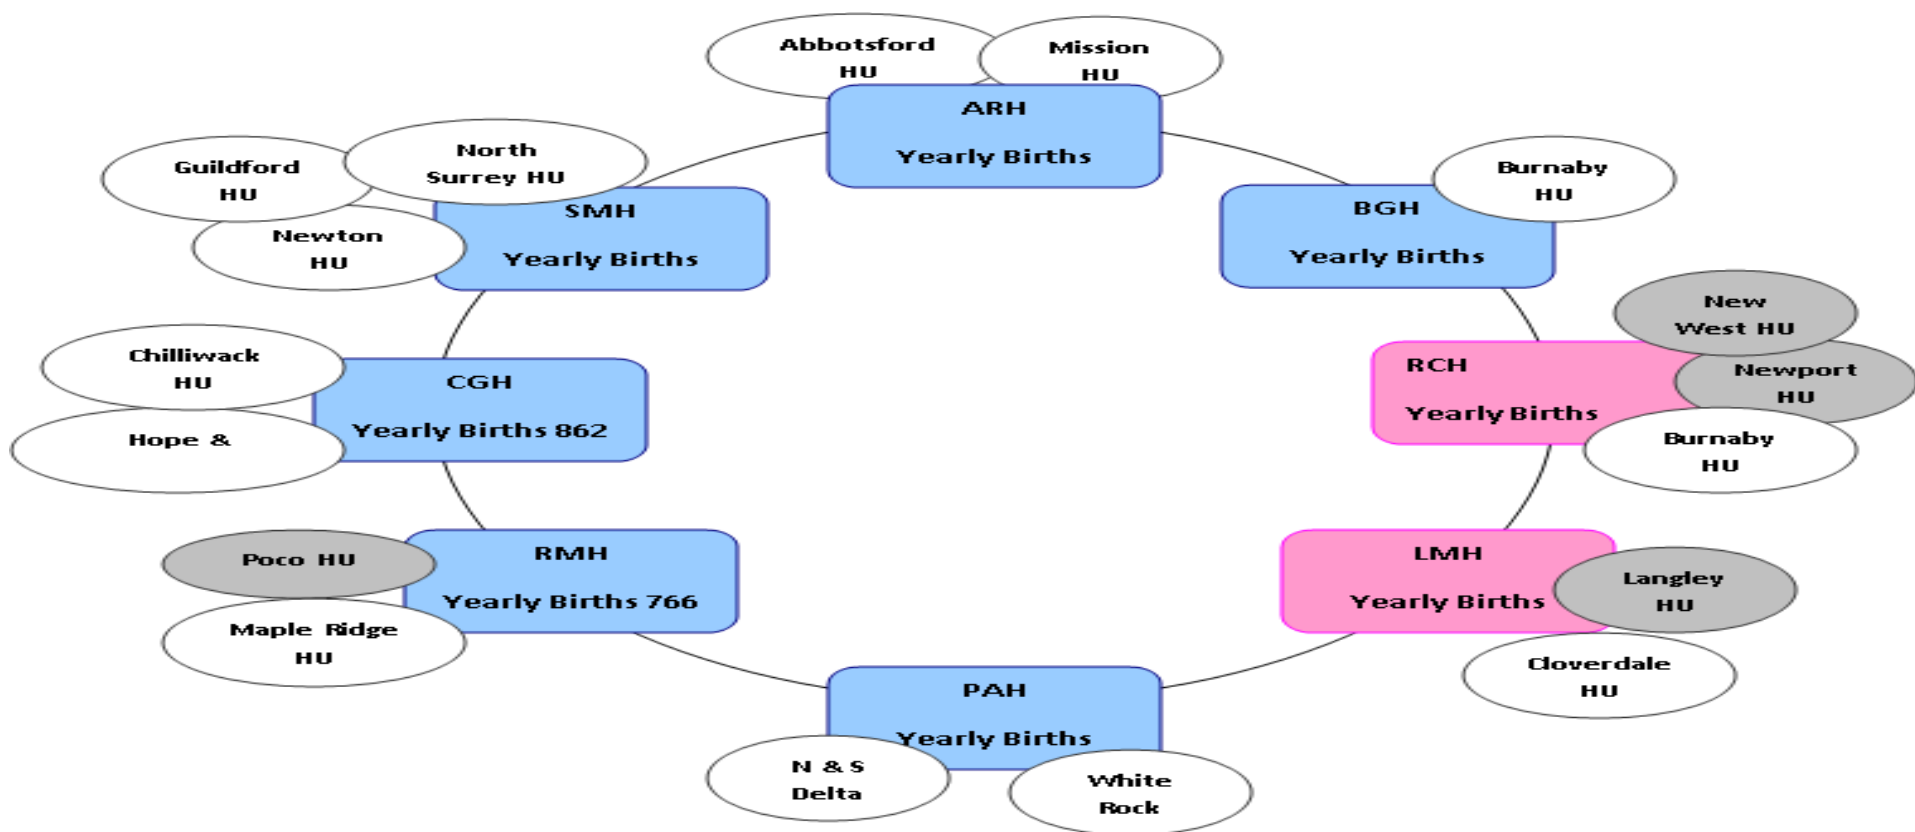 Abbotsford
HU
Mission
HU
ARH
Yearly Births
Guildford
HU
North
Surrey HU
Newton
HU
SMH
Yearly Births
Burnaby
HU
BGH
Yearly Births
New
West HU
Newport
HU
Burnaby
HU
RCH
Yearly Births
Chilliwack
HU
Hope &
CGH
Yearly Births 862
Poco HU
Maple Ridge
HU
RMH
Yearly Births 766
LMH
Yearly Births
Langley
HU
Cloverdale
HU
PAH
Yearly Births
N & S
Delta
White
Rock